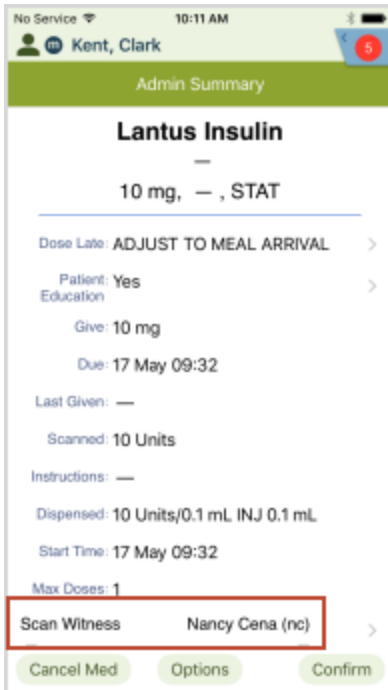 No Service 10:11 AM
m Kent, Clark 5
Admin Summary
Lantus Insulin
—
10 mg, — , STAT
Dose Late: ADJUST TO MEAL ARRIVAL
Patient Education: Yes
Give: 10 mg
Due: 17 May 09:32
Last Given: —
Scanned: 10 Units
Instructions: —
Dispensed: 10 Units/0.1 mL INJ 0.1 mL
Start Time: 17 May 09:32
Max Doses: 1
Scan Witness Nancy Cena (nc)
Cancel Med Options Confirm